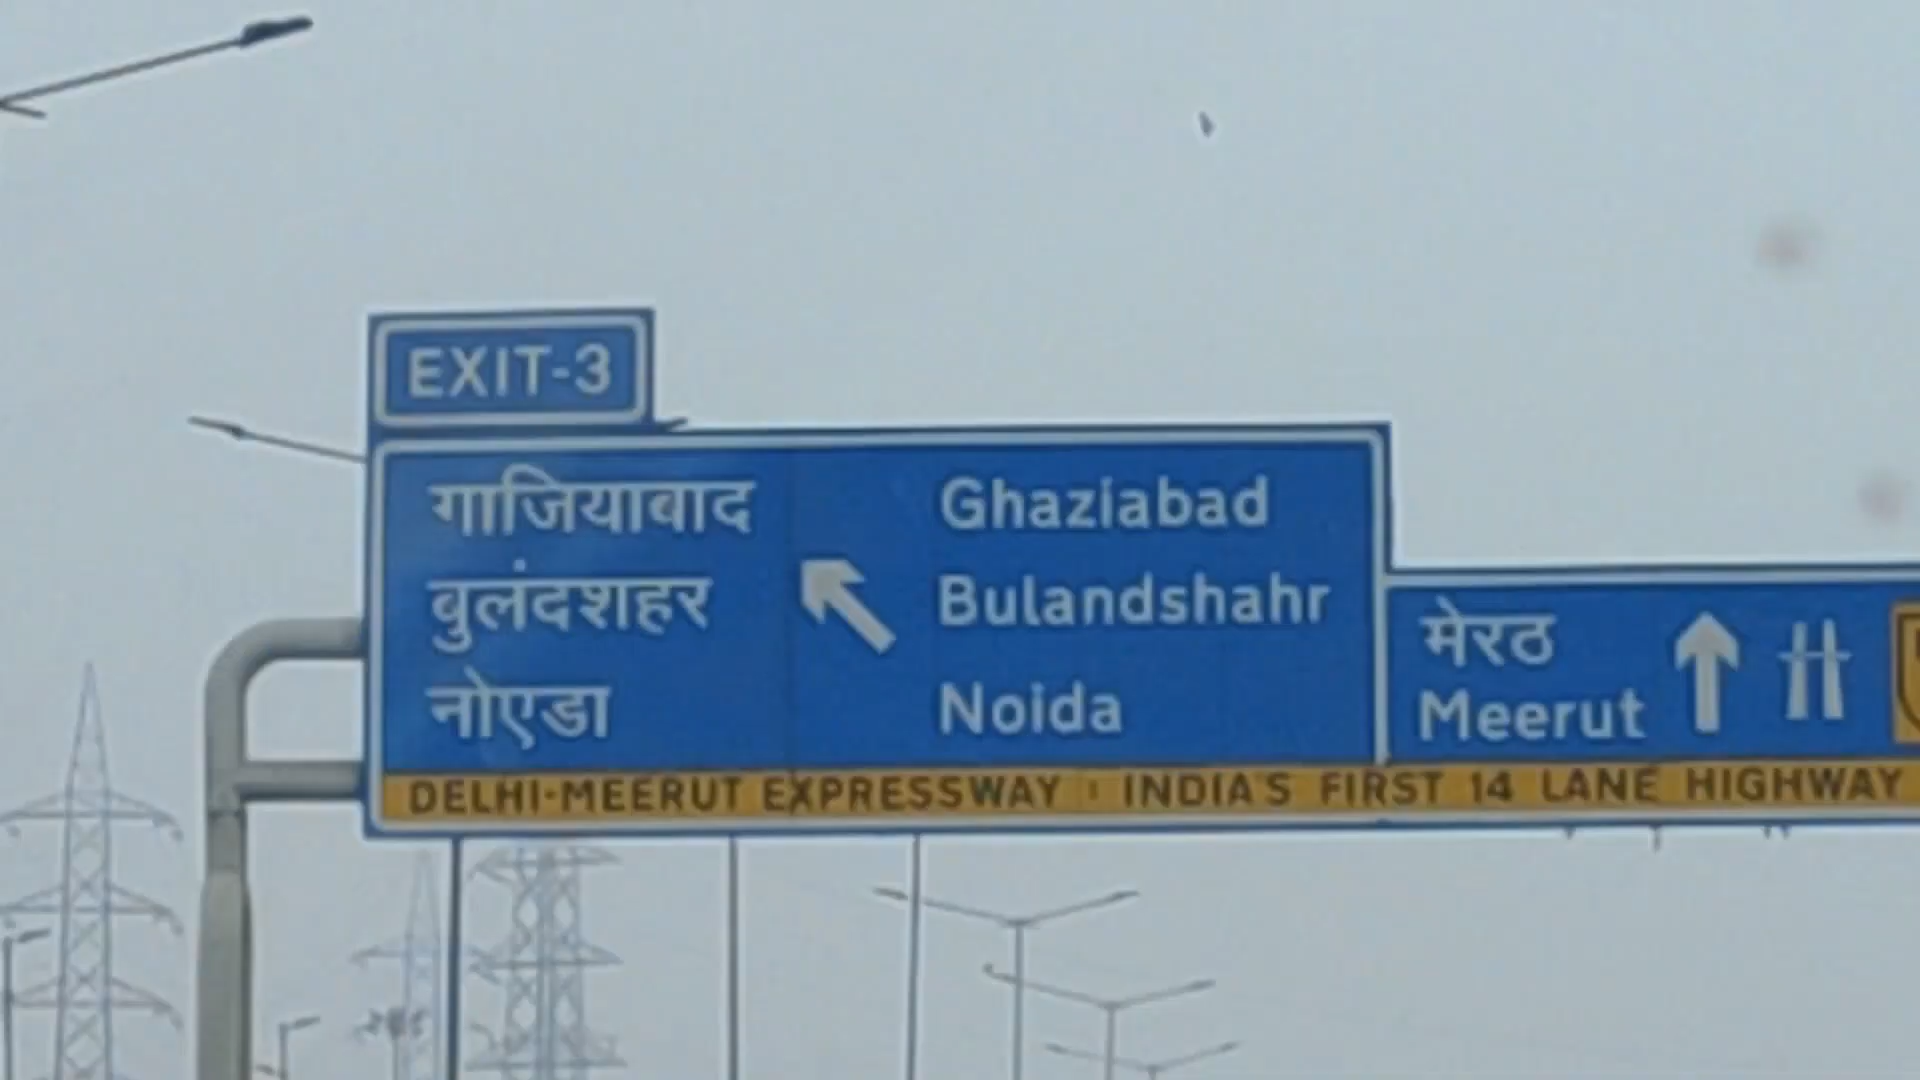 EXIT-3
गाजियाबाद Ghaziabad
बुलंदशहर Bulandshahr
नोएडा Noida
मेरठ
Meerut
DELHI-MEERUT EXPRESSWAY : INDIA'S FIRST 14 LANE HIGHWAY